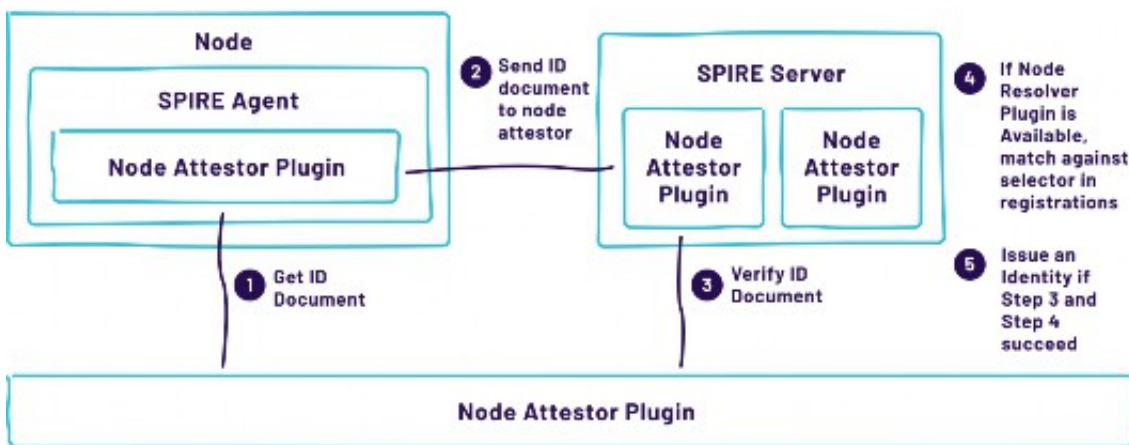 Node
SPIRE Agent
Node Attestor Plugin
2
Send ID
document
to node
attestor
SPIRE Server
Node
Attestor
Plugin
Node
Attestor
Plugin
4
If Node
Resolver
Plugin is
Available,
match against
selector in
registrations
1
Get ID
Document
3
Verify ID
Document
5
Issue an
Identity if
Step 3 and
Step 4
succeed
Node Attestor Plugin